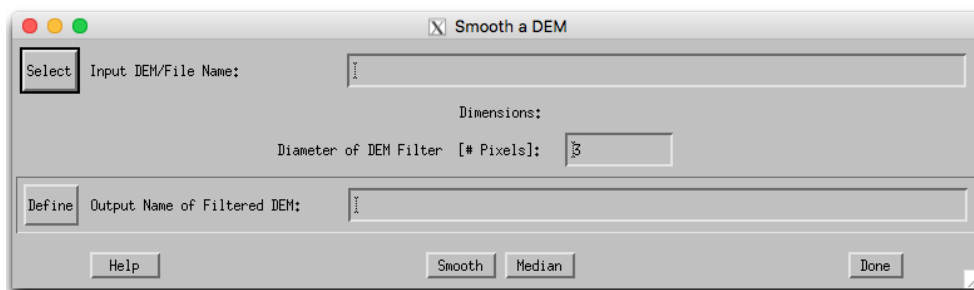 Smooth a DEM
Select Input DEM/File Name:
Dimensions:
Diameter of DEM Filter [# Pixels]: 3
Define Output Name of Filtered DEM:
Help Smooth Median Done